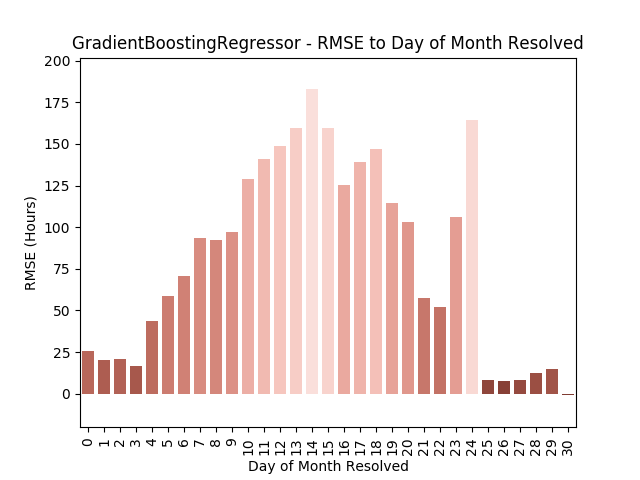 GradientBoostingRegressor - RMSE to Day of Month Resolved
200
175
150
125
100
75
50
25
0
RMSE (Hours)
0 1 2 3 4 5 6 7 8 9 10 11 12 13 14 15 16 17 18 19 20 21 22 23 24 25 26 27 28 29 30
Day of Month Resolved